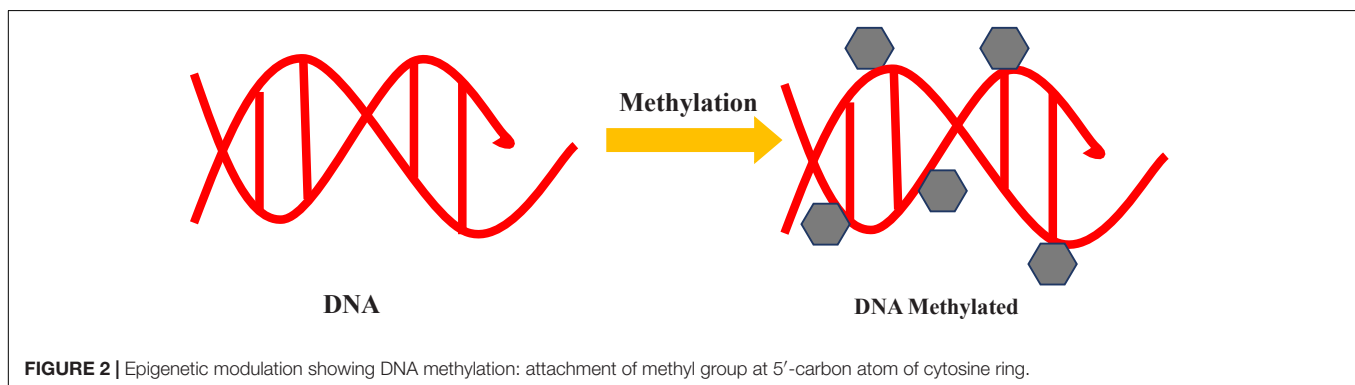 Methylation
DNA
DNA Methylated
FIGURE 2 | Epigenetic modulation showing DNA methylation: attachment of methyl group at 5′-carbon atom of cytosine ring.